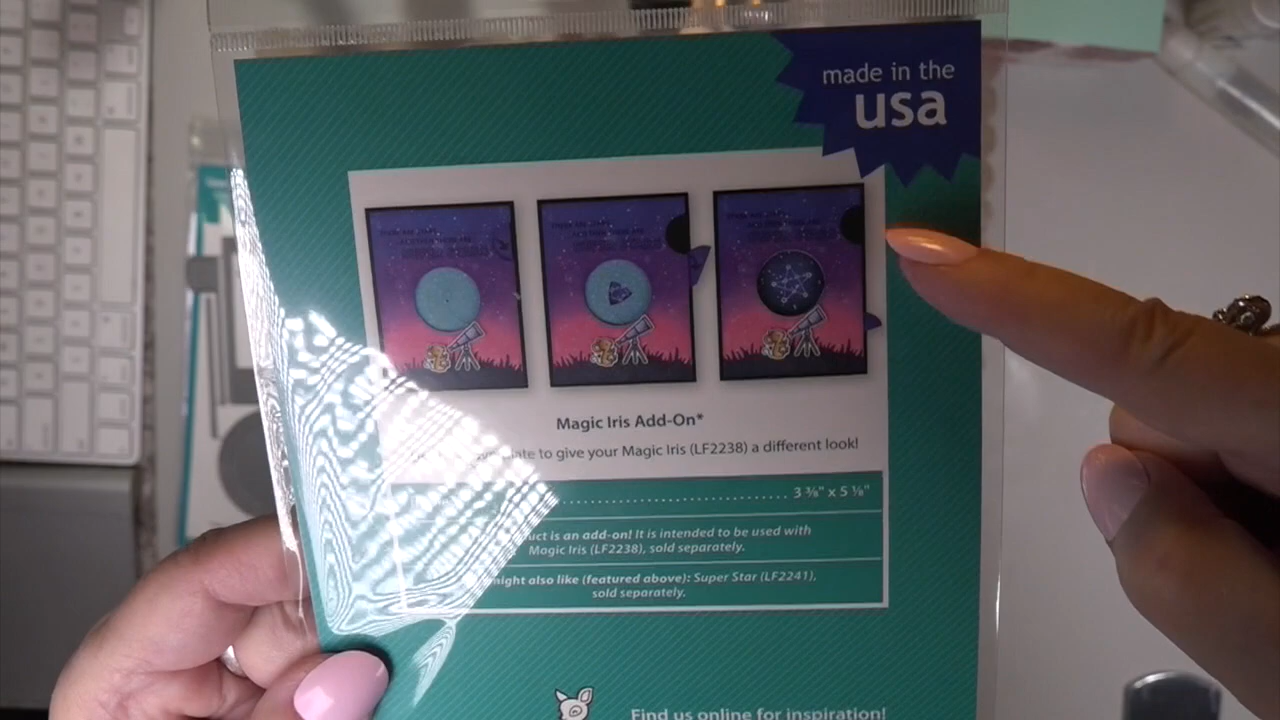 made in the
usa
Magic Iris Add-On*
to give your Magic Iris (LF2238) a different look!
3 ⅜" x 5 ⅛"
is an add-on! It is intended to be used with
Magic Iris (LF2238), sold separately.
might also like (featured above): Super Star (LF2241),
sold separately.
Find us online for inspiration!